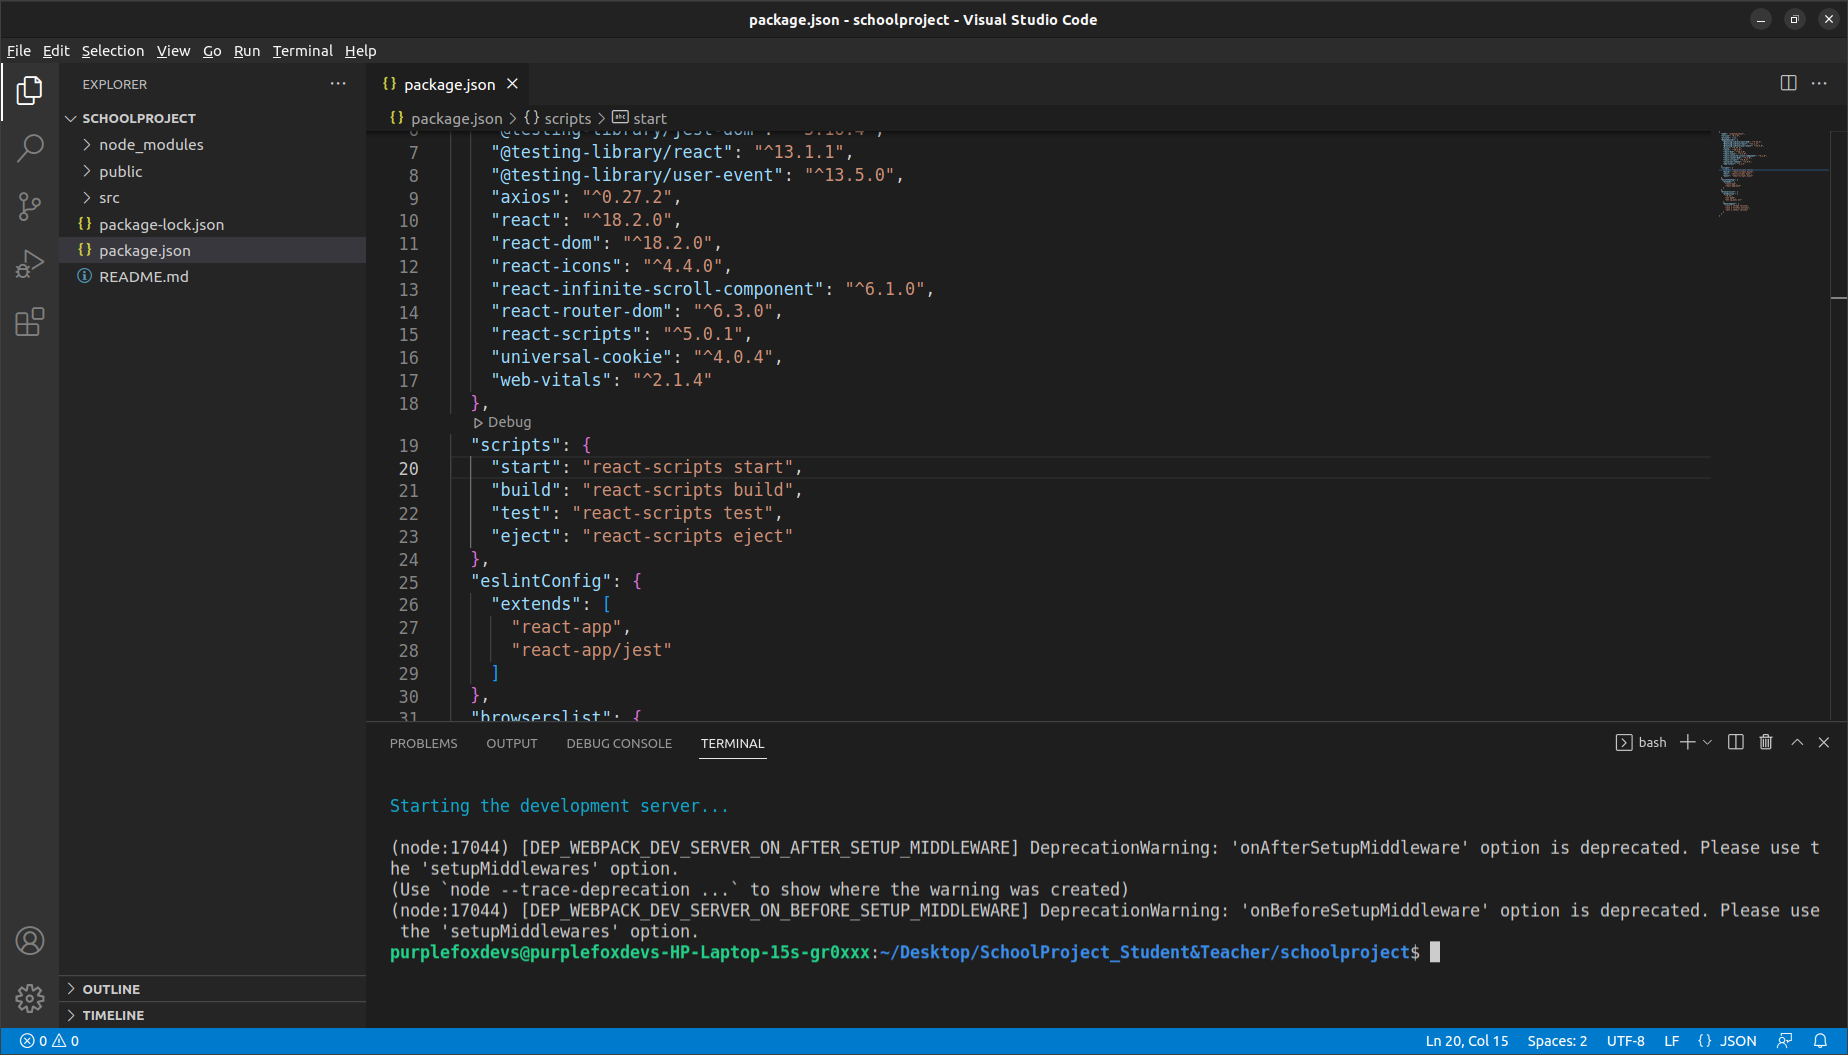 package.json - schoolproject - Visual Studio Code
File Edit Selection View Go Run Terminal Help
EXPLORER
SCHOOLPROJECT
node_modules
public
src
package-lock.json
package.json
README.md
OUTLINE
TIMELINE
package.json
package.json > {} scripts > abc start
6 "@testing-library/jest-dom": "^5.16.4",
7 "@testing-library/react": "^13.1.1",
8 "@testing-library/user-event": "^13.5.0",
9 "axios": "^0.27.2",
10 "react": "^18.2.0",
11 "react-dom": "^18.2.0",
12 "react-icons": "^4.4.0",
13 "react-infinite-scroll-component": "^6.1.0",
14 "react-router-dom": "^6.3.0",
15 "react-scripts": "^5.0.1",
16 "universal-cookie": "^4.0.4",
17 "web-vitals": "^2.1.4"
18 },
Debug
19 "scripts": {
20 "start": "react-scripts start",
21 "build": "react-scripts build",
22 "test": "react-scripts test",
23 "eject": "react-scripts eject"
24 },
25 "eslintConfig": {
26 "extends": [
27 "react-app",
28 "react-app/jest"
29 ]
30 },
31 "browserslist": {
PROBLEMS OUTPUT DEBUG CONSOLE TERMINAL bash
Starting the development server...
(node:17044) [DEP_WEBPACK_DEV_SERVER_ON_AFTER_SETUP_MIDDLEWARE] DeprecationWarning: 'onAfterSetupMiddleware' option is deprecated. Please use t
he 'setupMiddlewares' option.
(Use `node --trace-deprecation ...` to show where the warning was created)
(node:17044) [DEP_WEBPACK_DEV_SERVER_ON_BEFORE_SETUP_MIDDLEWARE] DeprecationWarning: 'onBeforeSetupMiddleware' option is deprecated. Please use
the 'setupMiddlewares' option.
purplefoxdevs@purplefoxdevs-HP-Laptop-15s-gr0xxx:~/Desktop/SchoolProject_Student&Teacher/schoolproject$
0 0 Ln 20, Col 15 Spaces: 2 UTF-8 LF {} JSON